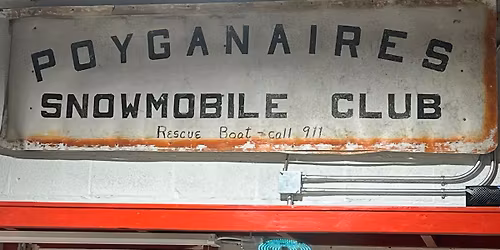 POYGANAIRES
SNOWMOBILE CLUB
Rescue Boat - call 911